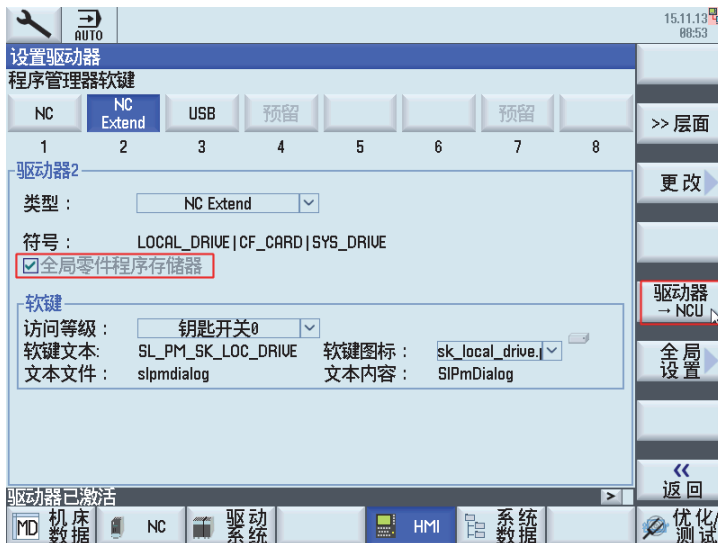 AUTO
15.11.13
08:53
设置驱动器
程序管理器软键
NC
NC
Extend
USB
预留
预留
1 2 3 4 5 6 7 8
驱动器2
类型： NC Extend
符号： LOCAL_DRIVE|CF_CARD|SYS_DRIVE
全局零件程序存储器
软键
访问等级： 钥匙开关0
软键文本: SL_PM_SK_LOC_DRIVE 软键图标： sk_local_drive.p
文本文件： slpmdialog 文本内容： SlPmDialog
驱动器已激活
>> 层面
更改
驱动器
→ NCU
全局
设置
«
返回
MD 机床
数据
NC
驱动
系统
HMI
系统
数据
优化/
测试